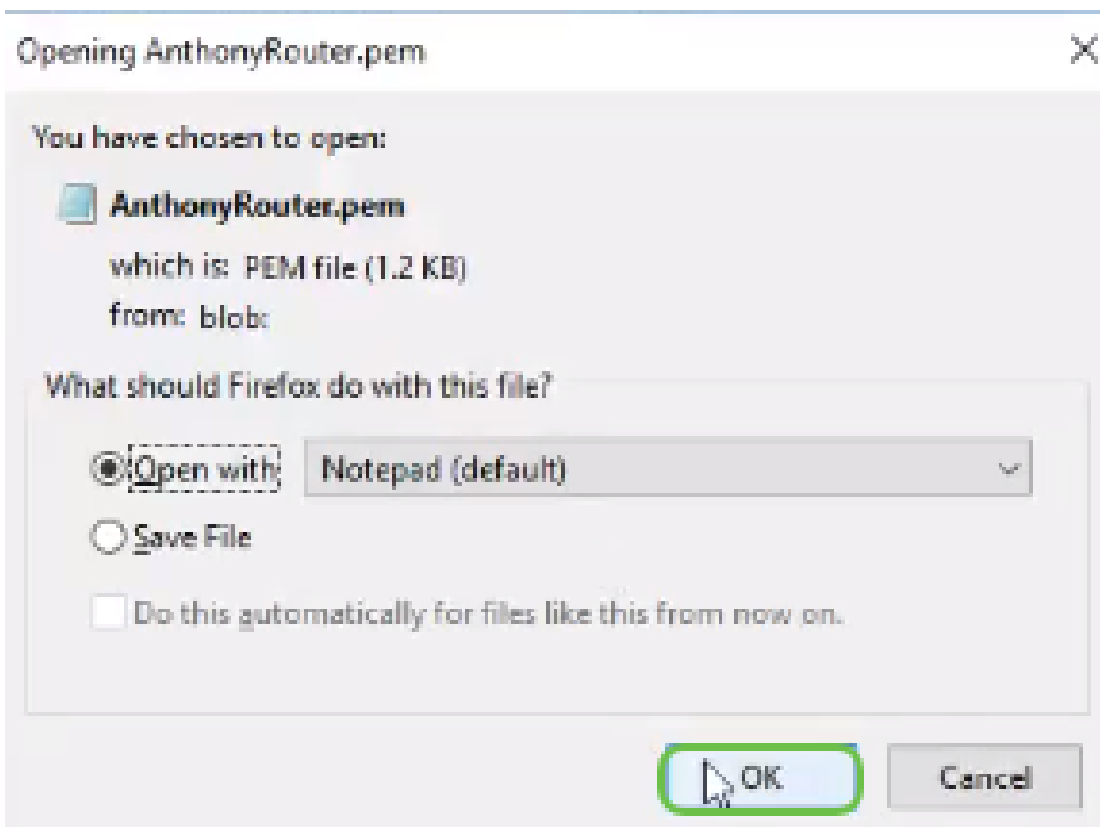 Opening AnthonyRouter.pem
You have chosen to open:
AnthonyRouter.pem
which is: PEM file (1.2 KB)
from: blob:
What should Firefox do with this file?
Open with Notepad (default)
Save File
Do this automatically for files like this from now on.
OK Cancel